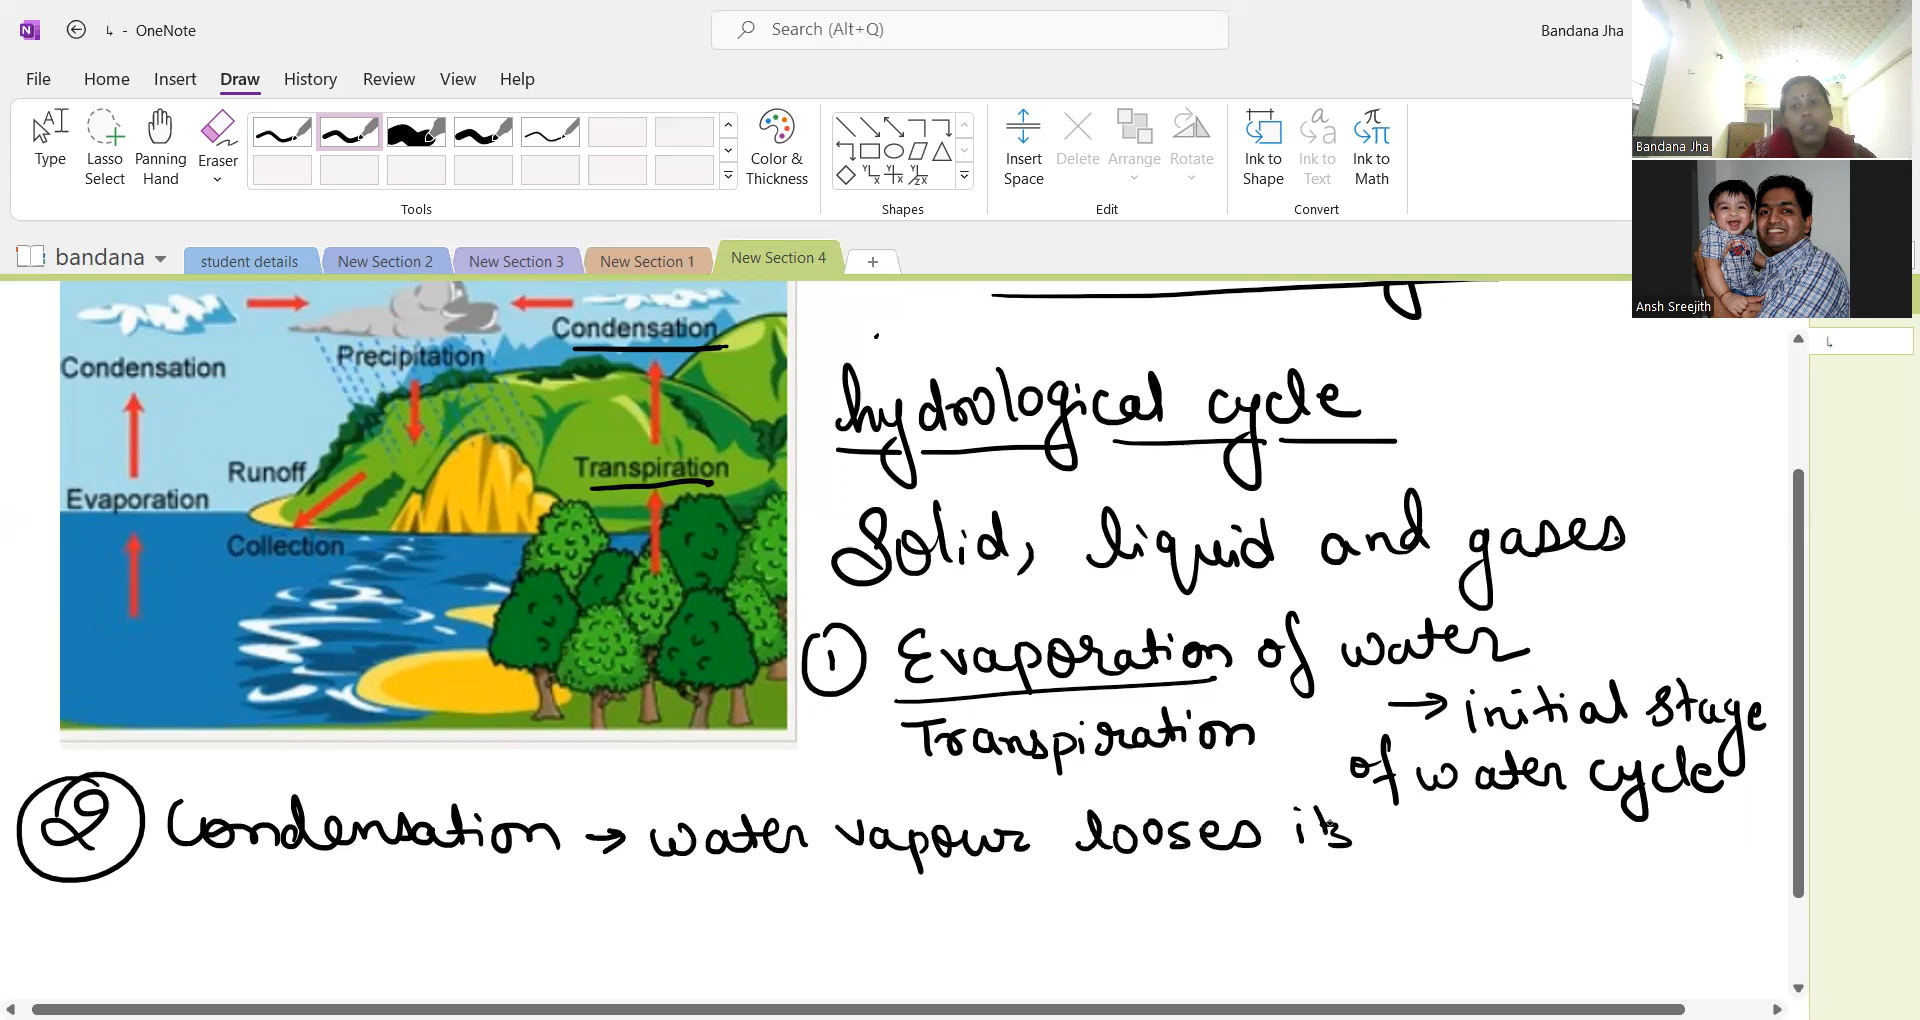 ↳ - OneNote
Search (Alt+Q)
Bandana Jha
File Home Insert Draw History Review View Help
Type
Lasso Select
Panning Hand
Eraser
Color & Thickness
Insert Space
Delete
Arrange
Rotate
Ink to Shape
Ink to Text
Ink to Math
Tools Shapes Edit Convert
Bandana Jha
Ansh Sreejith
bandana
student details
New Section 2
New Section 3
New Section 1
New Section 4
Condensation
Precipitation
Condensation
Runoff
Transpiration
Evaporation
Collection
hydrological cycle
Solid, liquid and gases
① Evaporation of water
→ initial stage
Transpiration
of water cycle
② Condensation → water vapour looses its